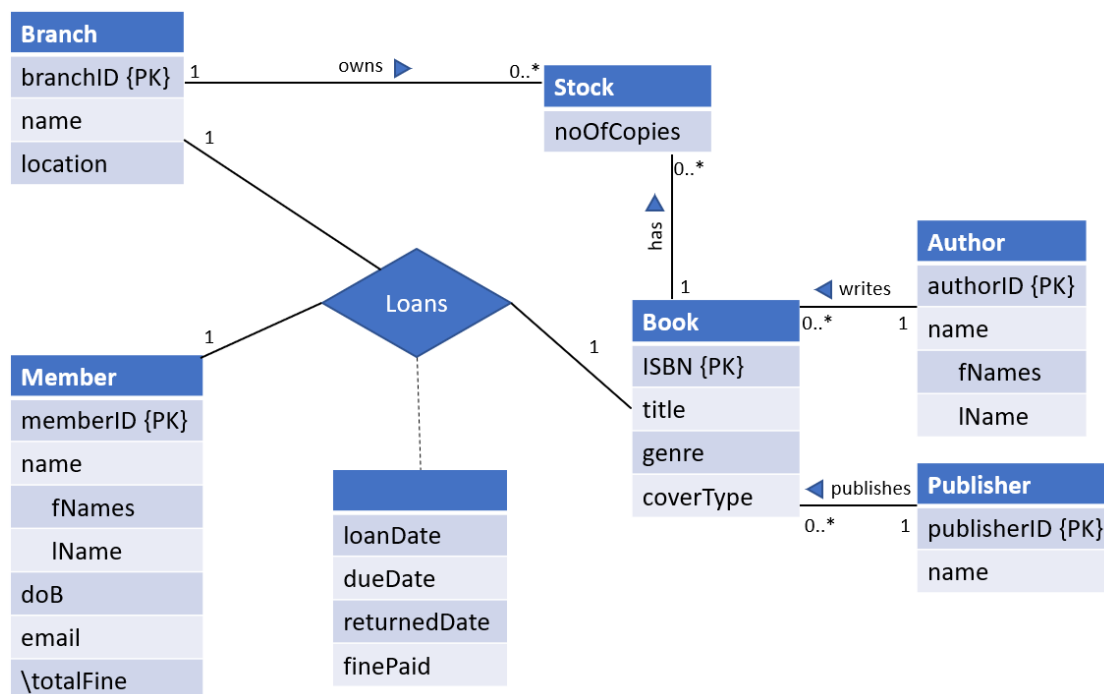 Branch
branchID {PK}
name
location
1
owns
0..*
Stock
noOfCopies
0..*
has
1
1
Loans
1
1
Member
memberID {PK}
name
fNames
lName
doB
email
\totalFine
loanDate
dueDate
returnedDate
finePaid
Book
ISBN {PK}
title
genre
coverType
writes
0..*
1
Author
authorID {PK}
name
fNames
lName
publishes
0..*
1
Publisher
publisherID {PK}
name